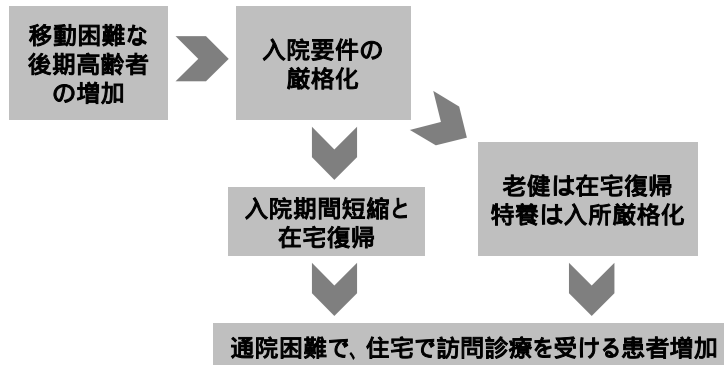 移動困難な
後期高齢者
の増加
入院要件の
厳格化
入院期間短縮と
在宅復帰
老健は在宅復帰
特養は入所厳格化
通院困難で、住宅で訪問診療を受ける患者増加